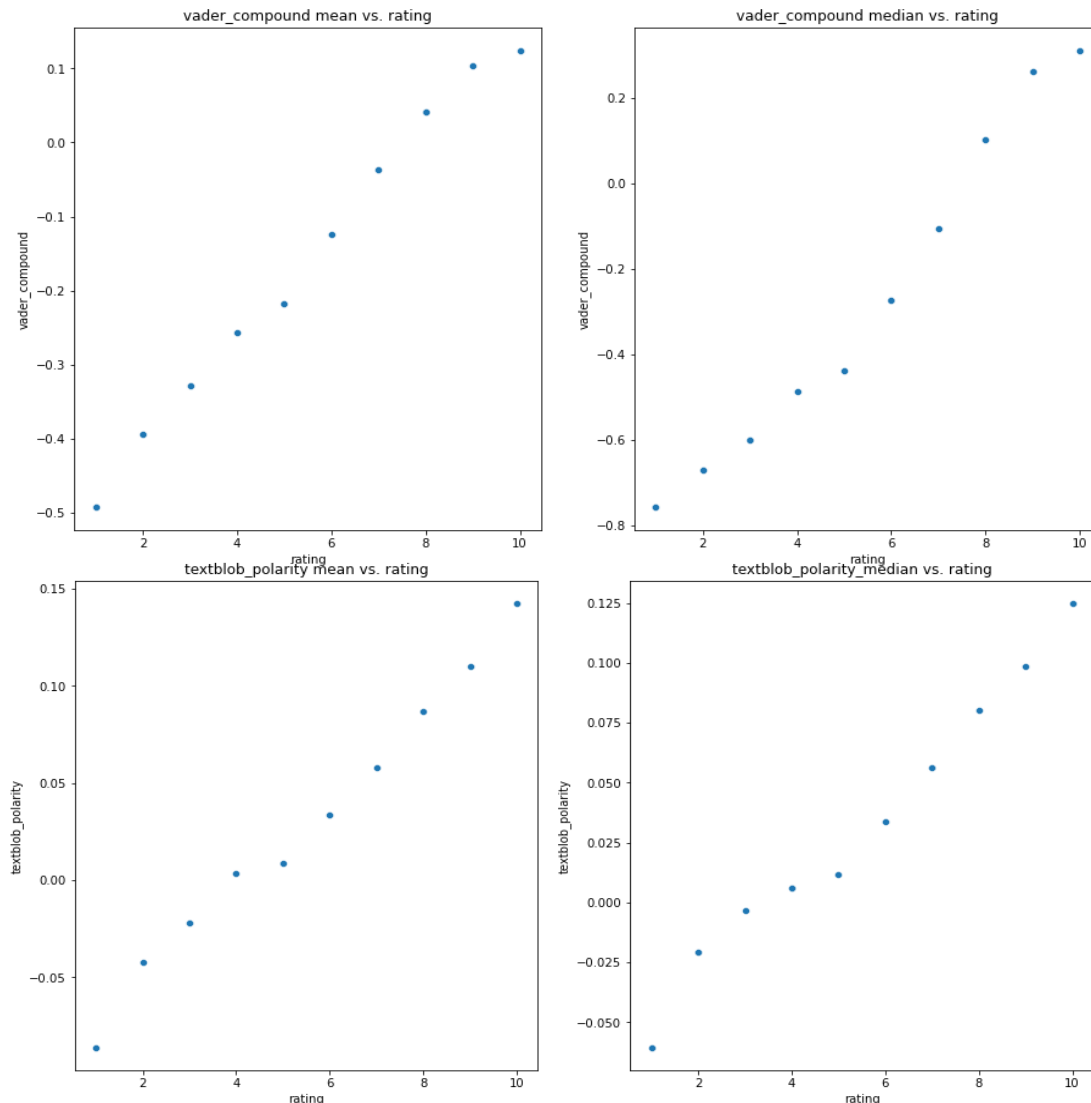 vader_compound mean vs. rating
vader_compound
0.1
0.0
−0.1
−0.2
−0.3
−0.4
−0.5
2 4 6 8 10
rating
vader_compound median vs. rating
vader_compound
0.2
0.0
−0.2
−0.4
−0.6
−0.8
2 4 6 8 10
rating
textblob_polarity mean vs. rating
textblob_polarity
0.15
0.10
0.05
0.00
−0.05
2 4 6 8 10
rating
textblob_polarity_median vs. rating
textblob_polarity
0.125
0.100
0.075
0.050
0.025
0.000
−0.025
−0.050
2 4 6 8 10
rating